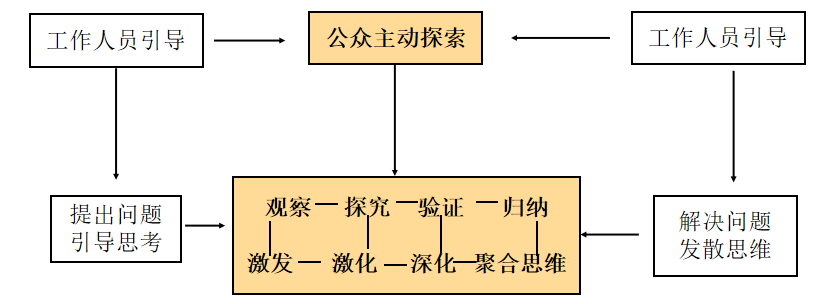 工作人员引导
公众主动探索
工作人员引导
提出问题
引导思考
观察 探究 验证 归纳
激发 激化 深化 聚合思维
解决问题
发散思维